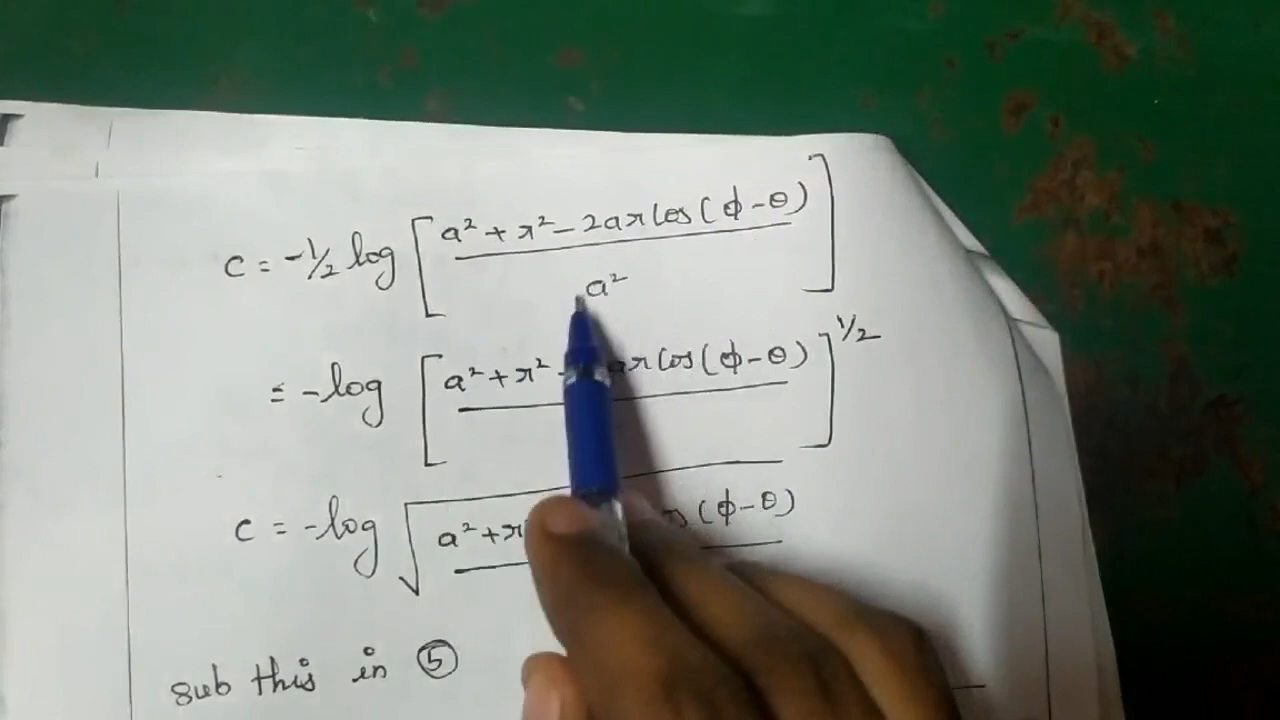 c = -1/2 log [ a² + r² - 2ar cos(ϕ - θ) / a² ]
= -log [ a² + r² - ar cos(ϕ - θ) ]^1/2
c = -log √ a² + r (ϕ - θ)
sub this in ⑤